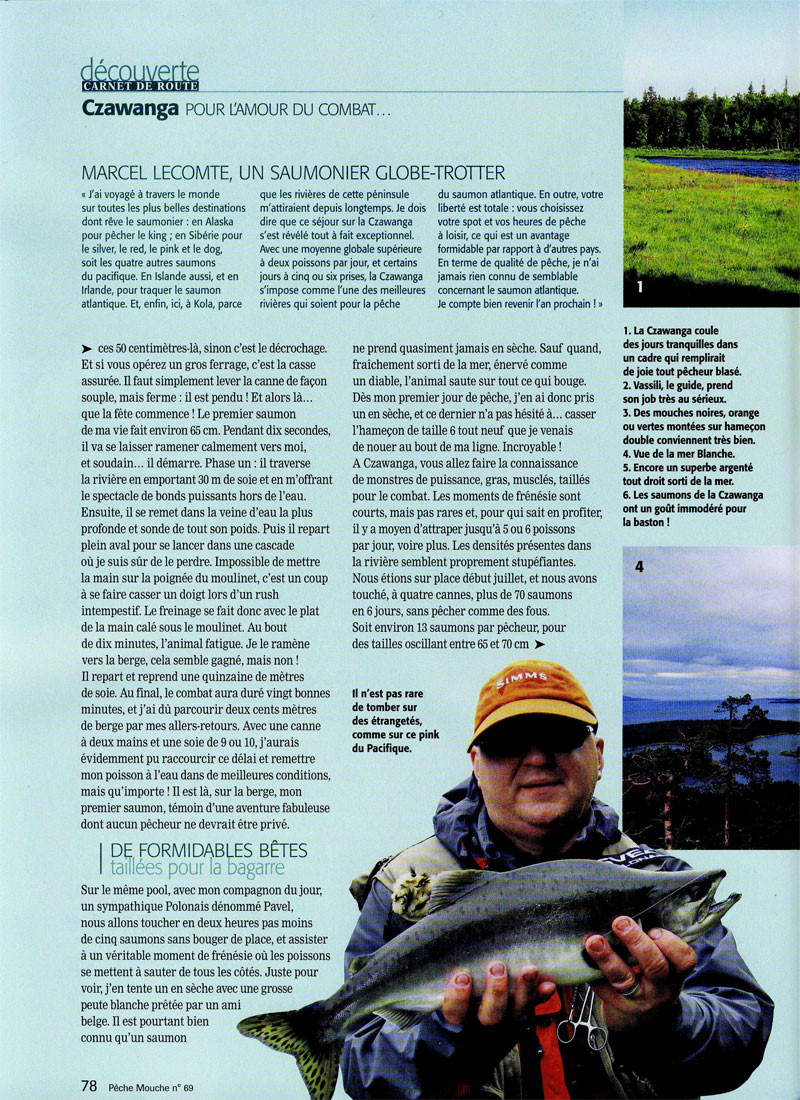 découverte
CARNET DE ROUTE
Czawanga POUR L'AMOUR DU COMBAT...
MARCEL LECOMTE, UN SAUMONIER GLOBE-TROTTER
« J'ai voyagé à travers le monde
sur toutes les plus belles destinations
dont rêve le saumonier : en Alaska
pour pêcher le king ; en Sibérie pour
le silver, le red, le pink et le dog,
soit les quatre autres saumons
du pacifique. En Islande aussi, et en
Irlande, pour traquer le saumon
atlantique. Et, enfin, ici, à Kola, parce
que les rivières de cette péninsule
m'attiraient depuis longtemps. Je dois
dire que ce séjour sur la Czawanga
s'est révélé tout à fait exceptionnel.
Avec une moyenne globale supérieure
à deux poissons par jour, et certains
jours à cinq ou six prises, la Czawanga
s'impose comme l'une des meilleures
rivières qui soient pour la pêche
du saumon atlantique. En outre, votre
liberté est totale : vous choisissez
votre spot et vos heures de pêche
à loisir, ce qui est un avantage
formidable par rapport à d'autres pays.
En terme de qualité de pêche, je n'ai
jamais rien connu de semblable
concernant le saumon atlantique.
Je compte bien revenir l'an prochain ! »
1
➤ ces 50 centimètres-là, sinon c'est le décrochage.
Et si vous opérez un gros ferrage, c'est la casse
assurée. Il faut simplement lever la canne de façon
souple, mais ferme : il est pendu ! Et alors là...
que la fête commence ! Le premier saumon
de ma vie fait environ 65 cm. Pendant dix secondes,
il va se laisser ramener calmement vers moi,
et soudain... il démarre. Phase un : il traverse
la rivière en emportant 30 m de soie et en m'offrant
le spectacle de bonds puissants hors de l'eau.
Ensuite, il se remet dans la veine d'eau la plus
profonde et sonde de tout son poids. Puis il repart
plein aval pour se lancer dans une cascade
où je suis sûr de le perdre. Impossible de mettre
la main sur la poignée du moulinet, c'est un coup
à se faire casser un doigt lors d'un rush
intempestif. Le freinage se fait donc avec le plat
de la main calé sous le moulinet. Au bout
de dix minutes, l'animal fatigue. Je le ramène
vers la berge, cela semble gagné, mais non !
Il repart et reprend une quinzaine de mètres
de soie. Au final, le combat aura duré vingt bonnes
minutes, et j'ai dû parcourir deux cents mètres
de berge par mes allers-retours. Avec une canne
à deux mains et une soie de 9 ou 10, j'aurais
évidemment pu raccourcir ce délai et remettre
mon poisson à l'eau dans de meilleures conditions,
mais qu'importe ! Il est là, sur la berge, mon
premier saumon, témoin d'une aventure fabuleuse
dont aucun pêcheur ne devrait être privé.
DE FORMIDABLES BÊTES
taillées pour la bagarre
Sur le même pool, avec mon compagnon du jour,
un sympathique Polonais dénommé Pavel,
nous allons toucher en deux heures pas moins
de cinq saumons sans bouger de place, et assister
à un véritable moment de frénésie où les poissons
se mettent à sauter de tous les côtés. Juste pour
voir, j'en tente un en sèche avec une grosse
peute blanche prêtée par un ami
belge. Il est pourtant bien
connu qu'un saumon
ne prend quasiment jamais en sèche. Sauf quand,
fraîchement sorti de la mer, énervé comme
un diable, l'animal saute sur tout ce qui bouge.
Dès mon premier jour de pêche, j'en ai donc pris
un en sèche, et ce dernier n'a pas hésité à... casser
l'hameçon de taille 6 tout neuf que je venais
de nouer au bout de ma ligne. Incroyable !
A Czawanga, vous allez faire la connaissance
de monstres de puissance, gras, musclés, taillés
pour le combat. Les moments de frénésie sont
courts, mais pas rares et, pour qui sait en profiter,
il y a moyen d'attraper jusqu'à 5 ou 6 poissons
par jour, voire plus. Les densités présentes dans
la rivière semblent proprement stupéfiantes.
Nous étions sur place début juillet, et nous avons
touché, à quatre cannes, plus de 70 saumons
en 6 jours, sans pêcher comme des fous.
Soit environ 13 saumons par pêcheur, pour
des tailles oscillant entre 65 et 70 cm ➤
Il n'est pas rare
de tomber sur
des étrangetés,
comme sur ce pink
du Pacifique.
SIMMS
1. La Czawanga coule
des jours tranquilles dans
un cadre qui remplirait
de joie tout pêcheur blasé.
2. Vassili, le guide, prend
son job très au sérieux.
3. Des mouches noires, orange
ou vertes montées sur hameçon
double conviennent très bien.
4. Vue de la mer Blanche.
5. Encore un superbe argenté
tout droit sorti de la mer.
6. Les saumons de la Czawanga
ont un goût immodéré pour
la baston !
4
78 Pêche Mouche n° 69